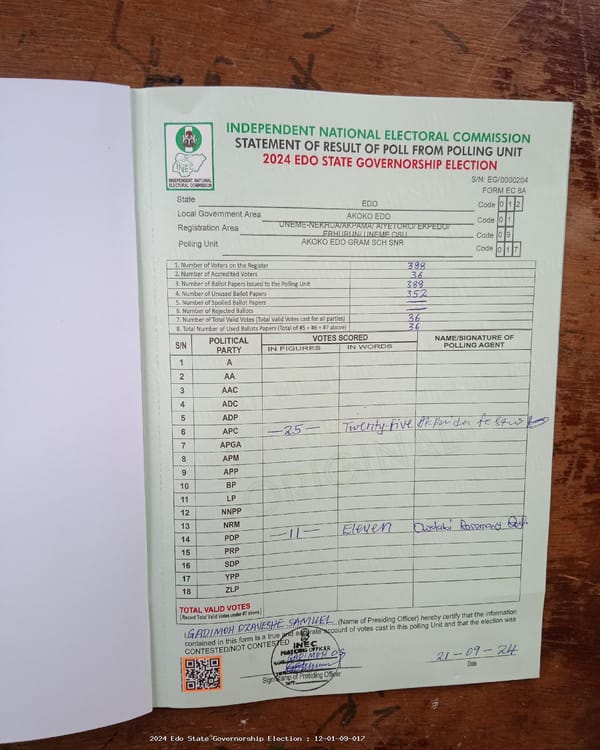 INDEPENDENT NATIONAL ELECTORAL COMMISSION
STATEMENT OF RESULT OF POLL FROM POLLING UNIT
2024 EDO STATE GOVERNORSHIP ELECTION
INEC
INDEPENDENT NATIONAL
ELECTORAL COMMISSION
S/N: EG/0000204
FORM EC 8A
State EDO Code 0 1 2
Local Government Area AKOKO EDO Code 0 1
Registration Area UNEME-NEKHUA/AKPAMA/ AIYETORO/ EKPEDU/ ERHURUN/ UNEME OSU Code 0 9
Polling Unit AKOKO EDO GRAM SCH SNR Code 0 1 7
1. Number of Voters on the Register 388
2. Number of Accredited Voters 36
3. Number of Ballot Papers Issued to the Polling Unit 388
4. Number of Unused Ballot Papers 352
5. Number of Spoiled Ballot Papers —
6. Number of Rejected Ballots —
7. Number of Total Valid Votes (Total Valid Votes cast for all parties) 36
8. Total Number of Used Ballots Papers (Total of #5 + #6 + #7 above) 36
S/N POLITICAL PARTY VOTES SCORED NAME/SIGNATURE OF POLLING AGENT
IN FIGURES IN WORDS
1 A
2 AA
3 AAC
4 ADC
5 ADP
6 APC —25— Twenty-Five
7 APGA
8 APM
9 APP
10 BP
11 LP
12 NNPP
13 NRM
14 PDP —11— Eleven Rosemary
15 PRP
16 SDP
17 YPP
18 ZLP
TOTAL VALID VOTES
(Record Total Valid Votes under #7 above)
I, GADIMOH DZAVESHE SAMUEL (Name of Presiding Officer) hereby certify that the information
contained in this form is a true and accurate account of votes cast in this polling Unit and that the election was
CONTESTED/NOT CONTESTED
INEC
PRESIDING OFFICER
GADIMOH D.S
Signature/Stamp of Presiding Officer
21-09-24
Date
2024 Edo State Governorship Election : 12-01-09-017